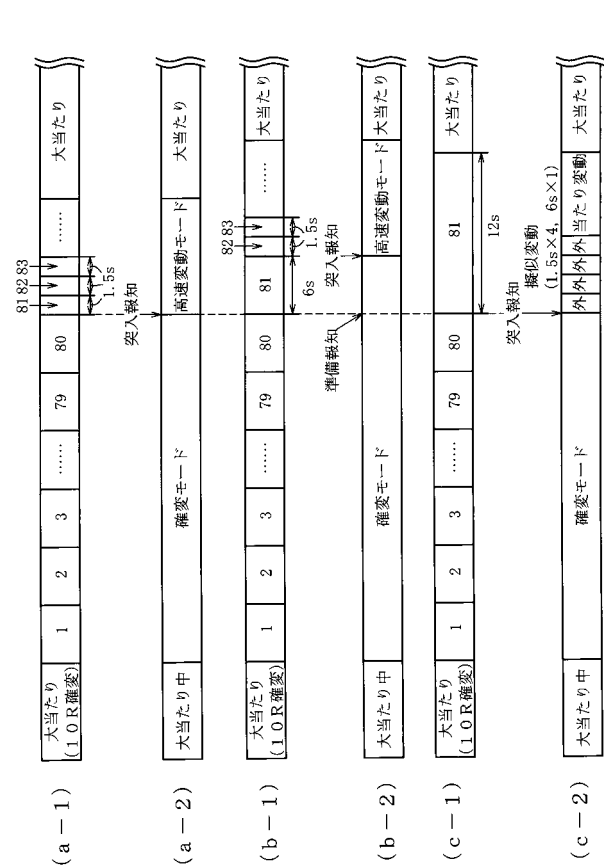 (a-1)
大当たり
(10R確変)
1
2
3
……
79
80
81 82 83
1.5s
……
大当たり
突入報知
(a-2)
大当たり中
確変モード
高速変動モード
大当たり
(b-1)
大当たり
(10R確変)
1
2
3
……
79
80
81
6s
82 83
1.5s
……
大当たり
準備報知
突入報知
(b-2)
大当たり中
確変モード
高速変動モード
大当たり
(c-1)
大当たり
(10R確変)
1
2
3
……
79
80
81
12s
大当たり
突入報知
擬似変動
(1.5s×4, 6s×1)
(c-2)
大当たり中
確変モード
外 外 外 外 当たり変動
大当たり